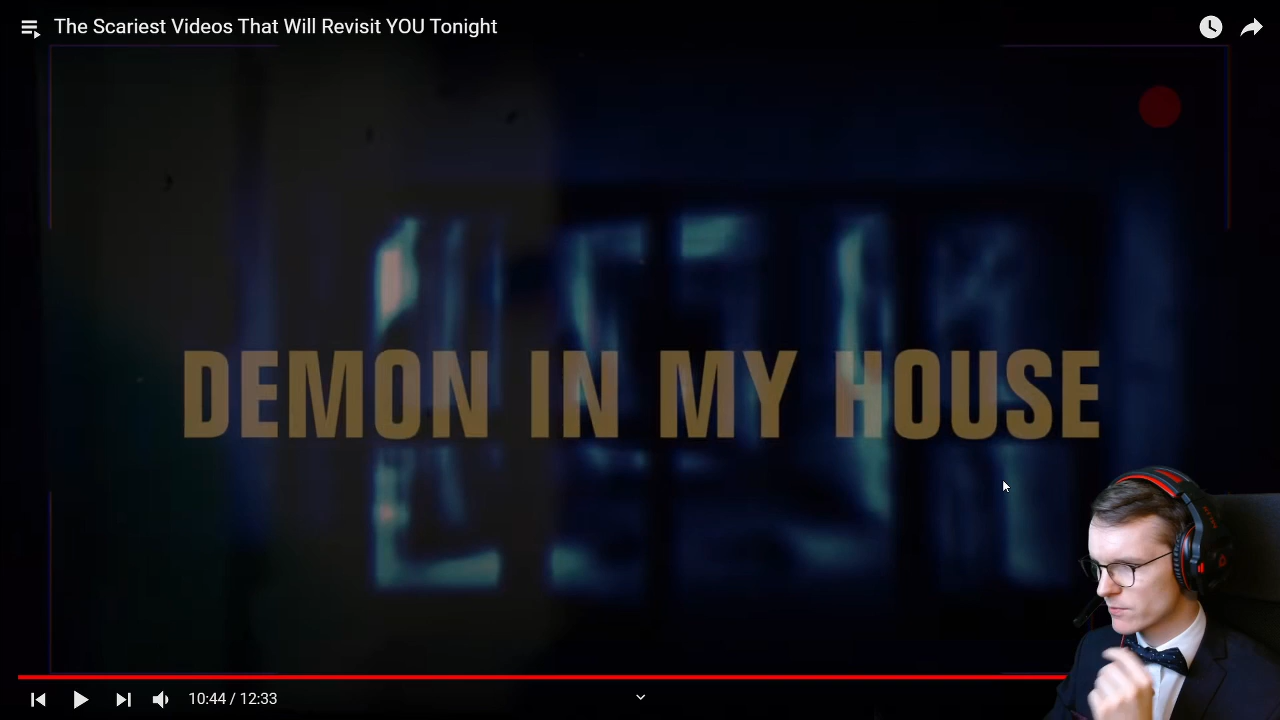 The Scariest Videos That Will Revisit YOU Tonight
DEMON IN MY HOUSE
10:44 / 12:33